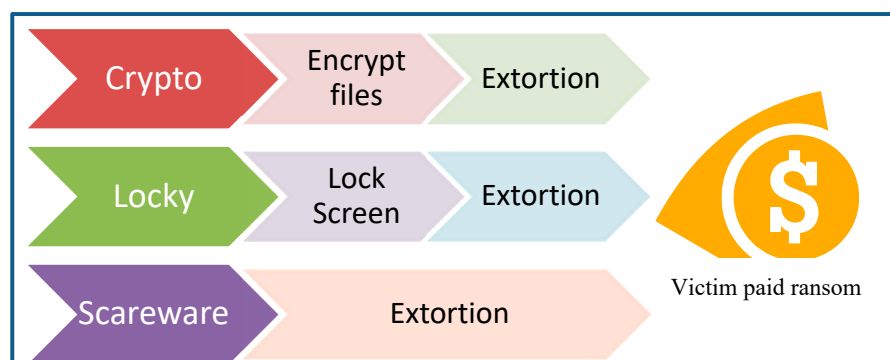 Crypto
Encrypt
files
Extortion
Locky
Lock
Screen
Extortion
$
Victim paid ransom
Scareware
Extortion